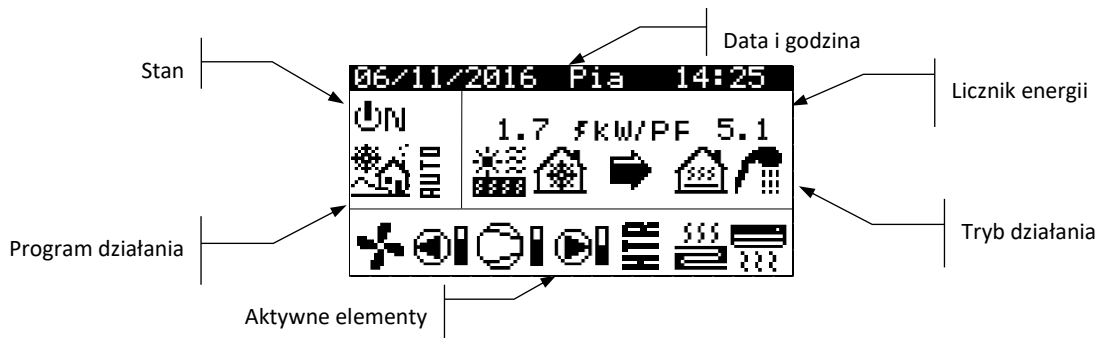 Data i godzina
Stan
06/11/2016 Pia 14:25
Licznik energii
ON
1.7 kW/PF 5.1
AUTO
Program działania
Tryb działania
HTR
Aktywne elementy